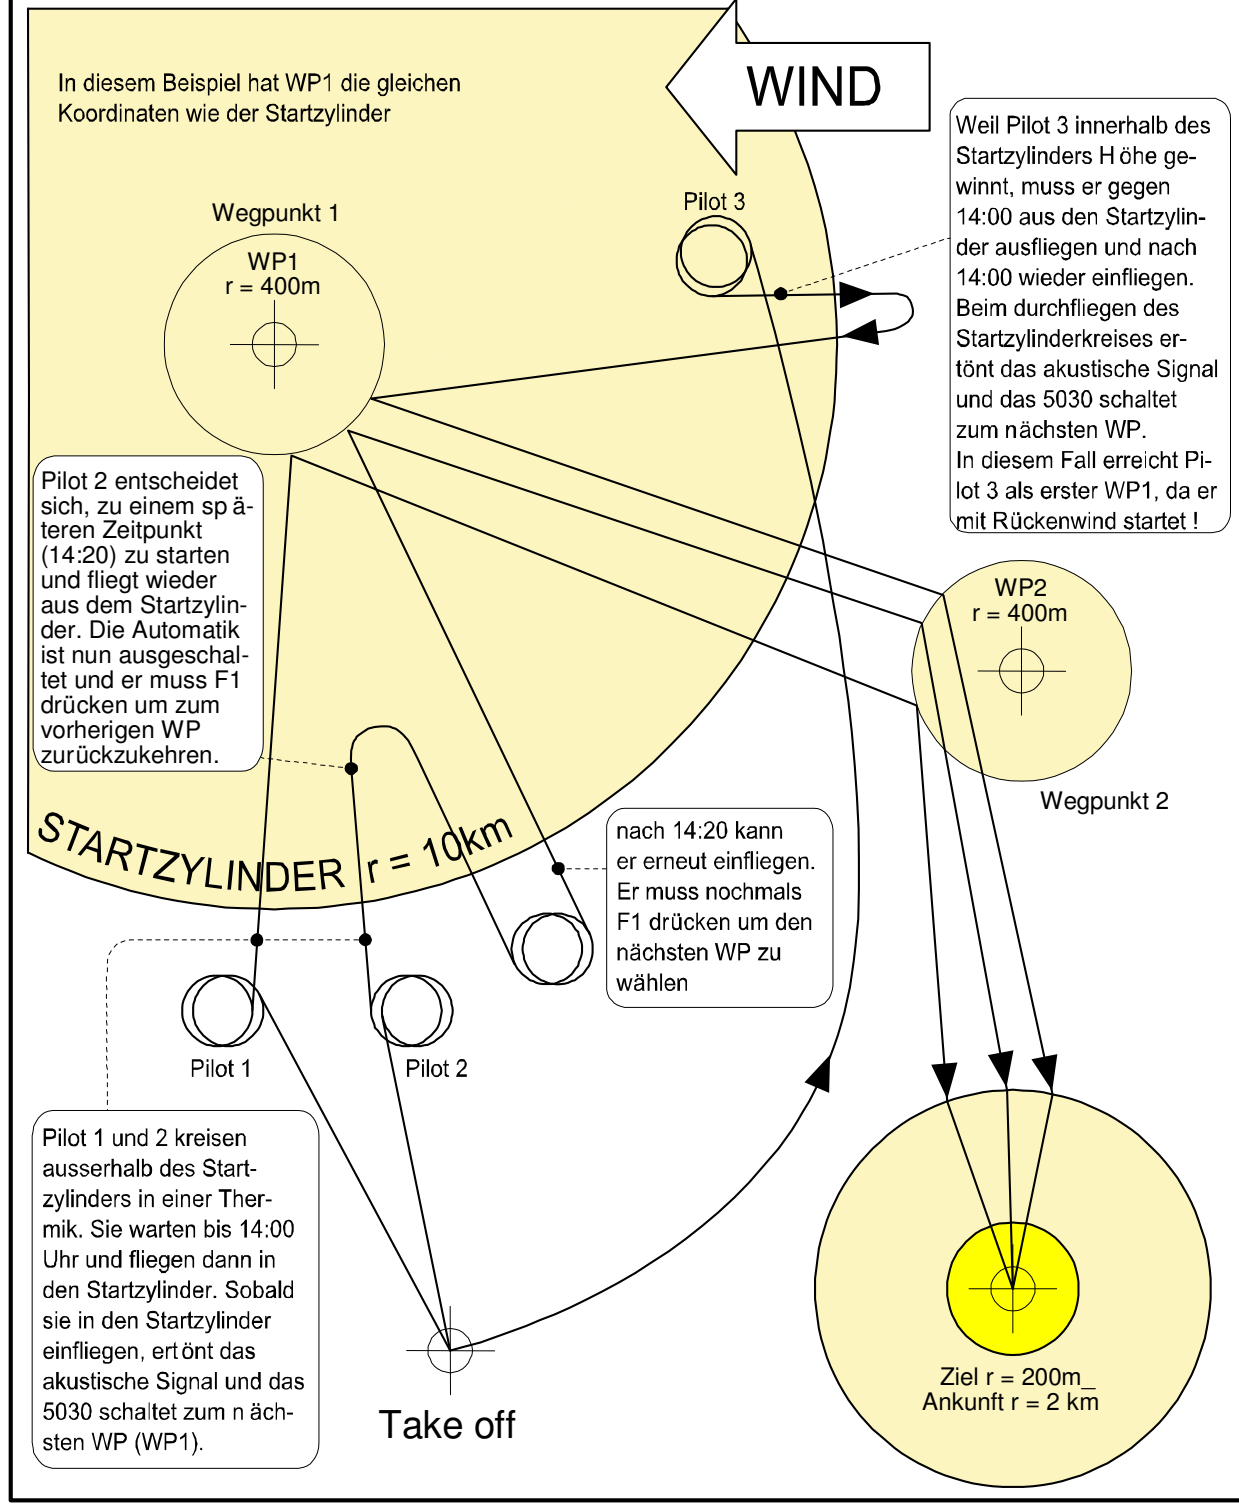 In diesem Beispiel hat WP1 die gleichen
Koordinaten wie der Startzylinder
WIND
Weil Pilot 3 innerhalb des
Startzylinders Höhe ge-
winnt, muss er gegen
14:00 aus den Startzylin-
der ausfliegen und nach
14:00 wieder einfliegen.
Beim durchfliegen des
Startzylinderkreises er-
tönt das akustische Signal
und das 5030 schaltet
zum nächsten WP.
In diesem Fall erreicht Pi-
lot 3 als erster WP1, da er
mit Rückenwind startet !
Pilot 3
Wegpunkt 1
WP1
r = 400m
Pilot 2 entscheidet
sich, zu einem spä-
teren Zeitpunkt
(14:20) zu starten
und fliegt wieder
aus dem Startzylin-
der. Die Automatik
ist nun ausgeschal-
tet und er muss F1
drücken um zum
vorherigen WP
zurückzukehren.
WP2
r = 400m
Wegpunkt 2
STARTZYLINDER r = 10km
nach 14:20 kann
er erneut einfliegen.
Er muss nochmals
F1 drücken um den
nächsten WP zu
wählen
Pilot 1
Pilot 2
Pilot 1 und 2 kreisen
ausserhalb des Start-
zylinders in einer Ther-
mik. Sie warten bis 14:00
Uhr und fliegen dann in
den Startzylinder. Sobald
sie in den Startzylinder
einfliegen, ertönt das
akustische Signal und das
5030 schaltet zum näch-
sten WP (WP1).
Take off
Ziel r = 200m_
Ankunft r = 2 km